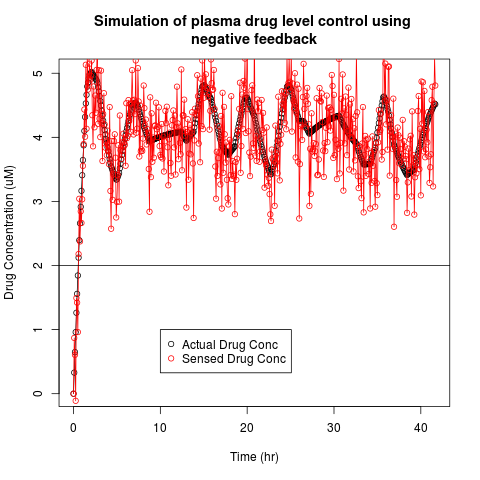 Simulation of plasma drug level control using
negative feedback
Drug Concentration (uM)
5
4
3
2
1
0
Actual Drug Conc
Sensed Drug Conc
0 10 20 30 40
Time (hr)